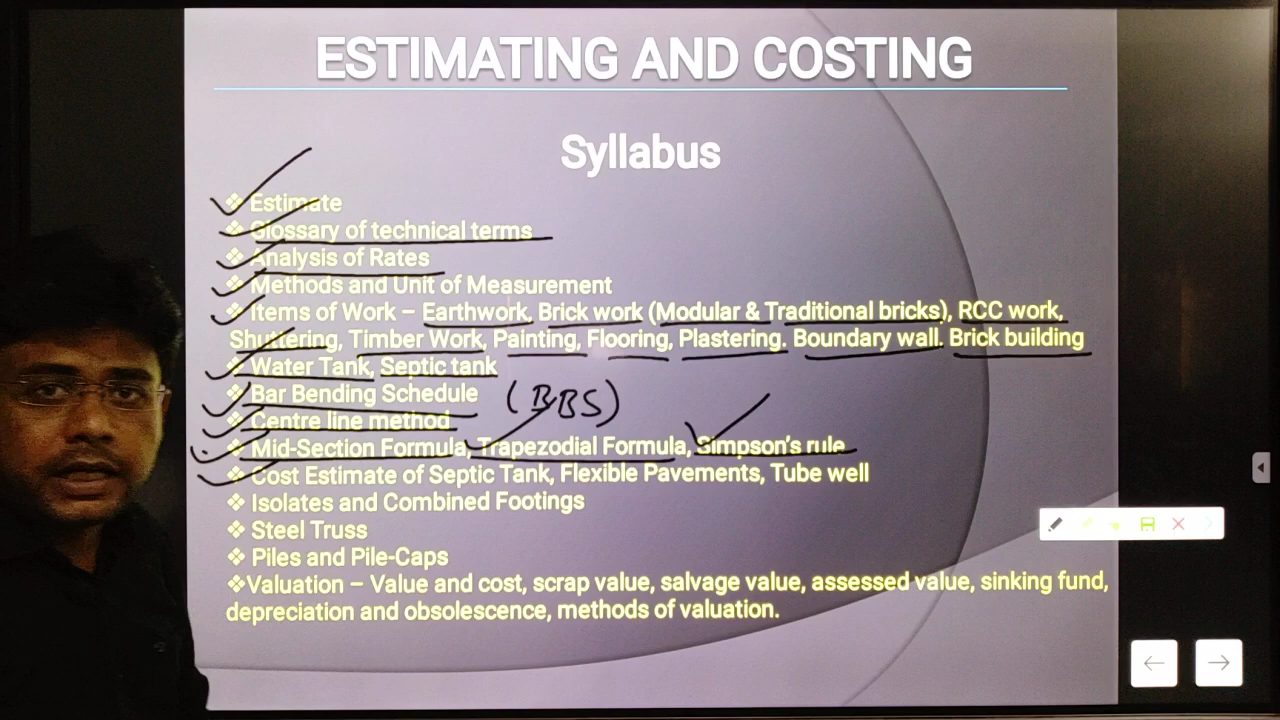 ESTIMATING AND COSTING
Syllabus
❖ Estimate
❖ Glossary of technical terms
❖ Analysis of Rates
❖ Methods and Unit of Measurement
❖ Items of Work – Earthwork, Brick work (Modular & Traditional bricks), RCC work,
Shuttering, Timber Work, Painting, Flooring, Plastering. Boundary wall. Brick building
❖ Water Tank, Septic tank
❖ Bar Bending Schedule (BBS)
❖ Centre line method
❖ Mid-Section Formula, Trapezodial Formula, Simpson's rule
❖ Cost Estimate of Septic Tank, Flexible Pavements, Tube well
❖ Isolates and Combined Footings
❖ Steel Truss
❖ Piles and Pile-Caps
❖Valuation – Value and cost, scrap value, salvage value, assessed value, sinking fund,
depreciation and obsolescence, methods of valuation.